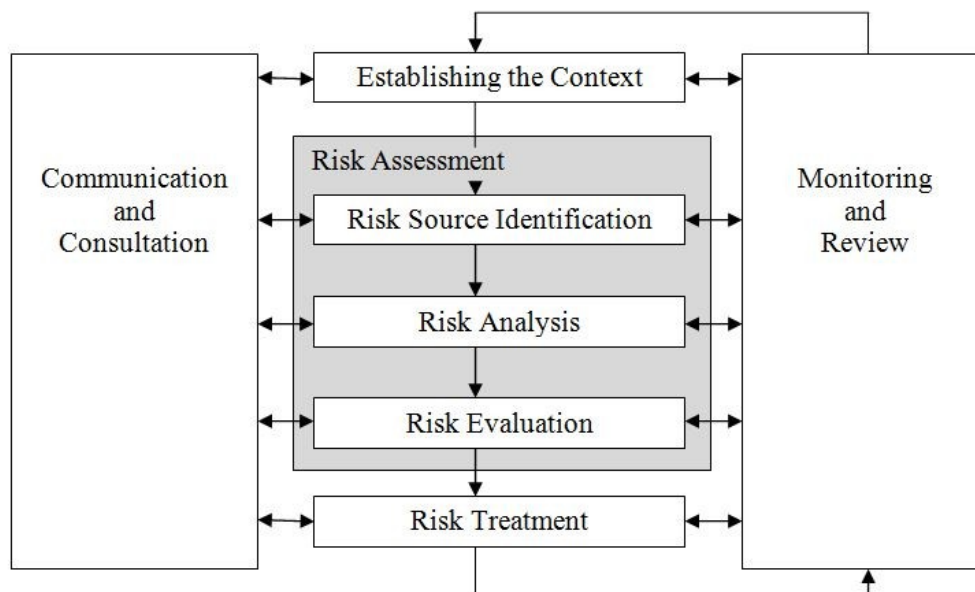 Establishing the Context
Communication
and
Consultation
Risk Assessment
Risk Source Identification
Risk Analysis
Risk Evaluation
Risk Treatment
Monitoring
and
Review